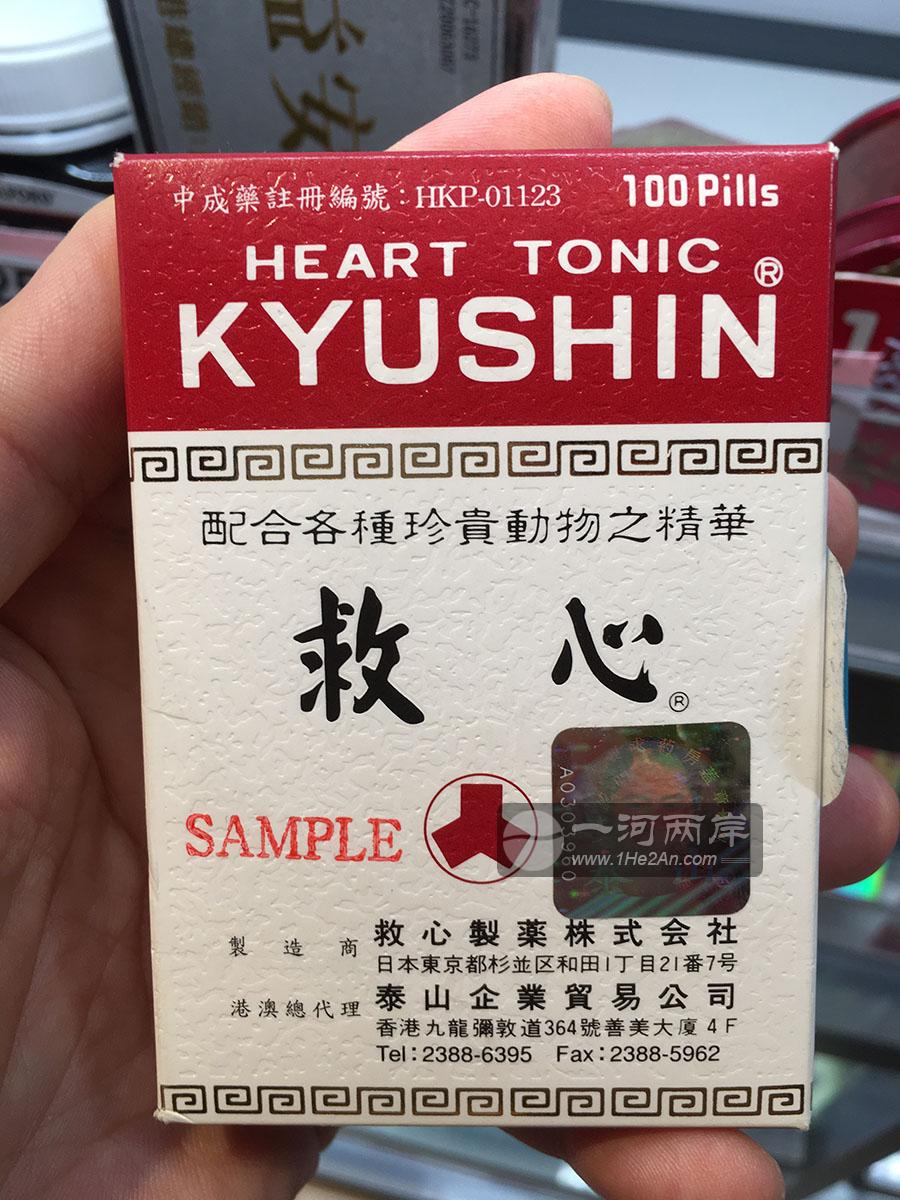 中成藥註冊編號：HKP-01123
100 Pills
HEART TONIC
KYUSHIN®
配合各種珍貴動物之精華
救心®
SAMPLE
A0303960
一河两岸
www.1He2An.com
製造商 救心製薬株式会社
日本東京都杉並区和田1丁目21番7号
港澳總代理 泰山企業貿易公司
香港九龍彌敦道364號善美大廈4F
Tel：2388-6395 Fax：2388-5962